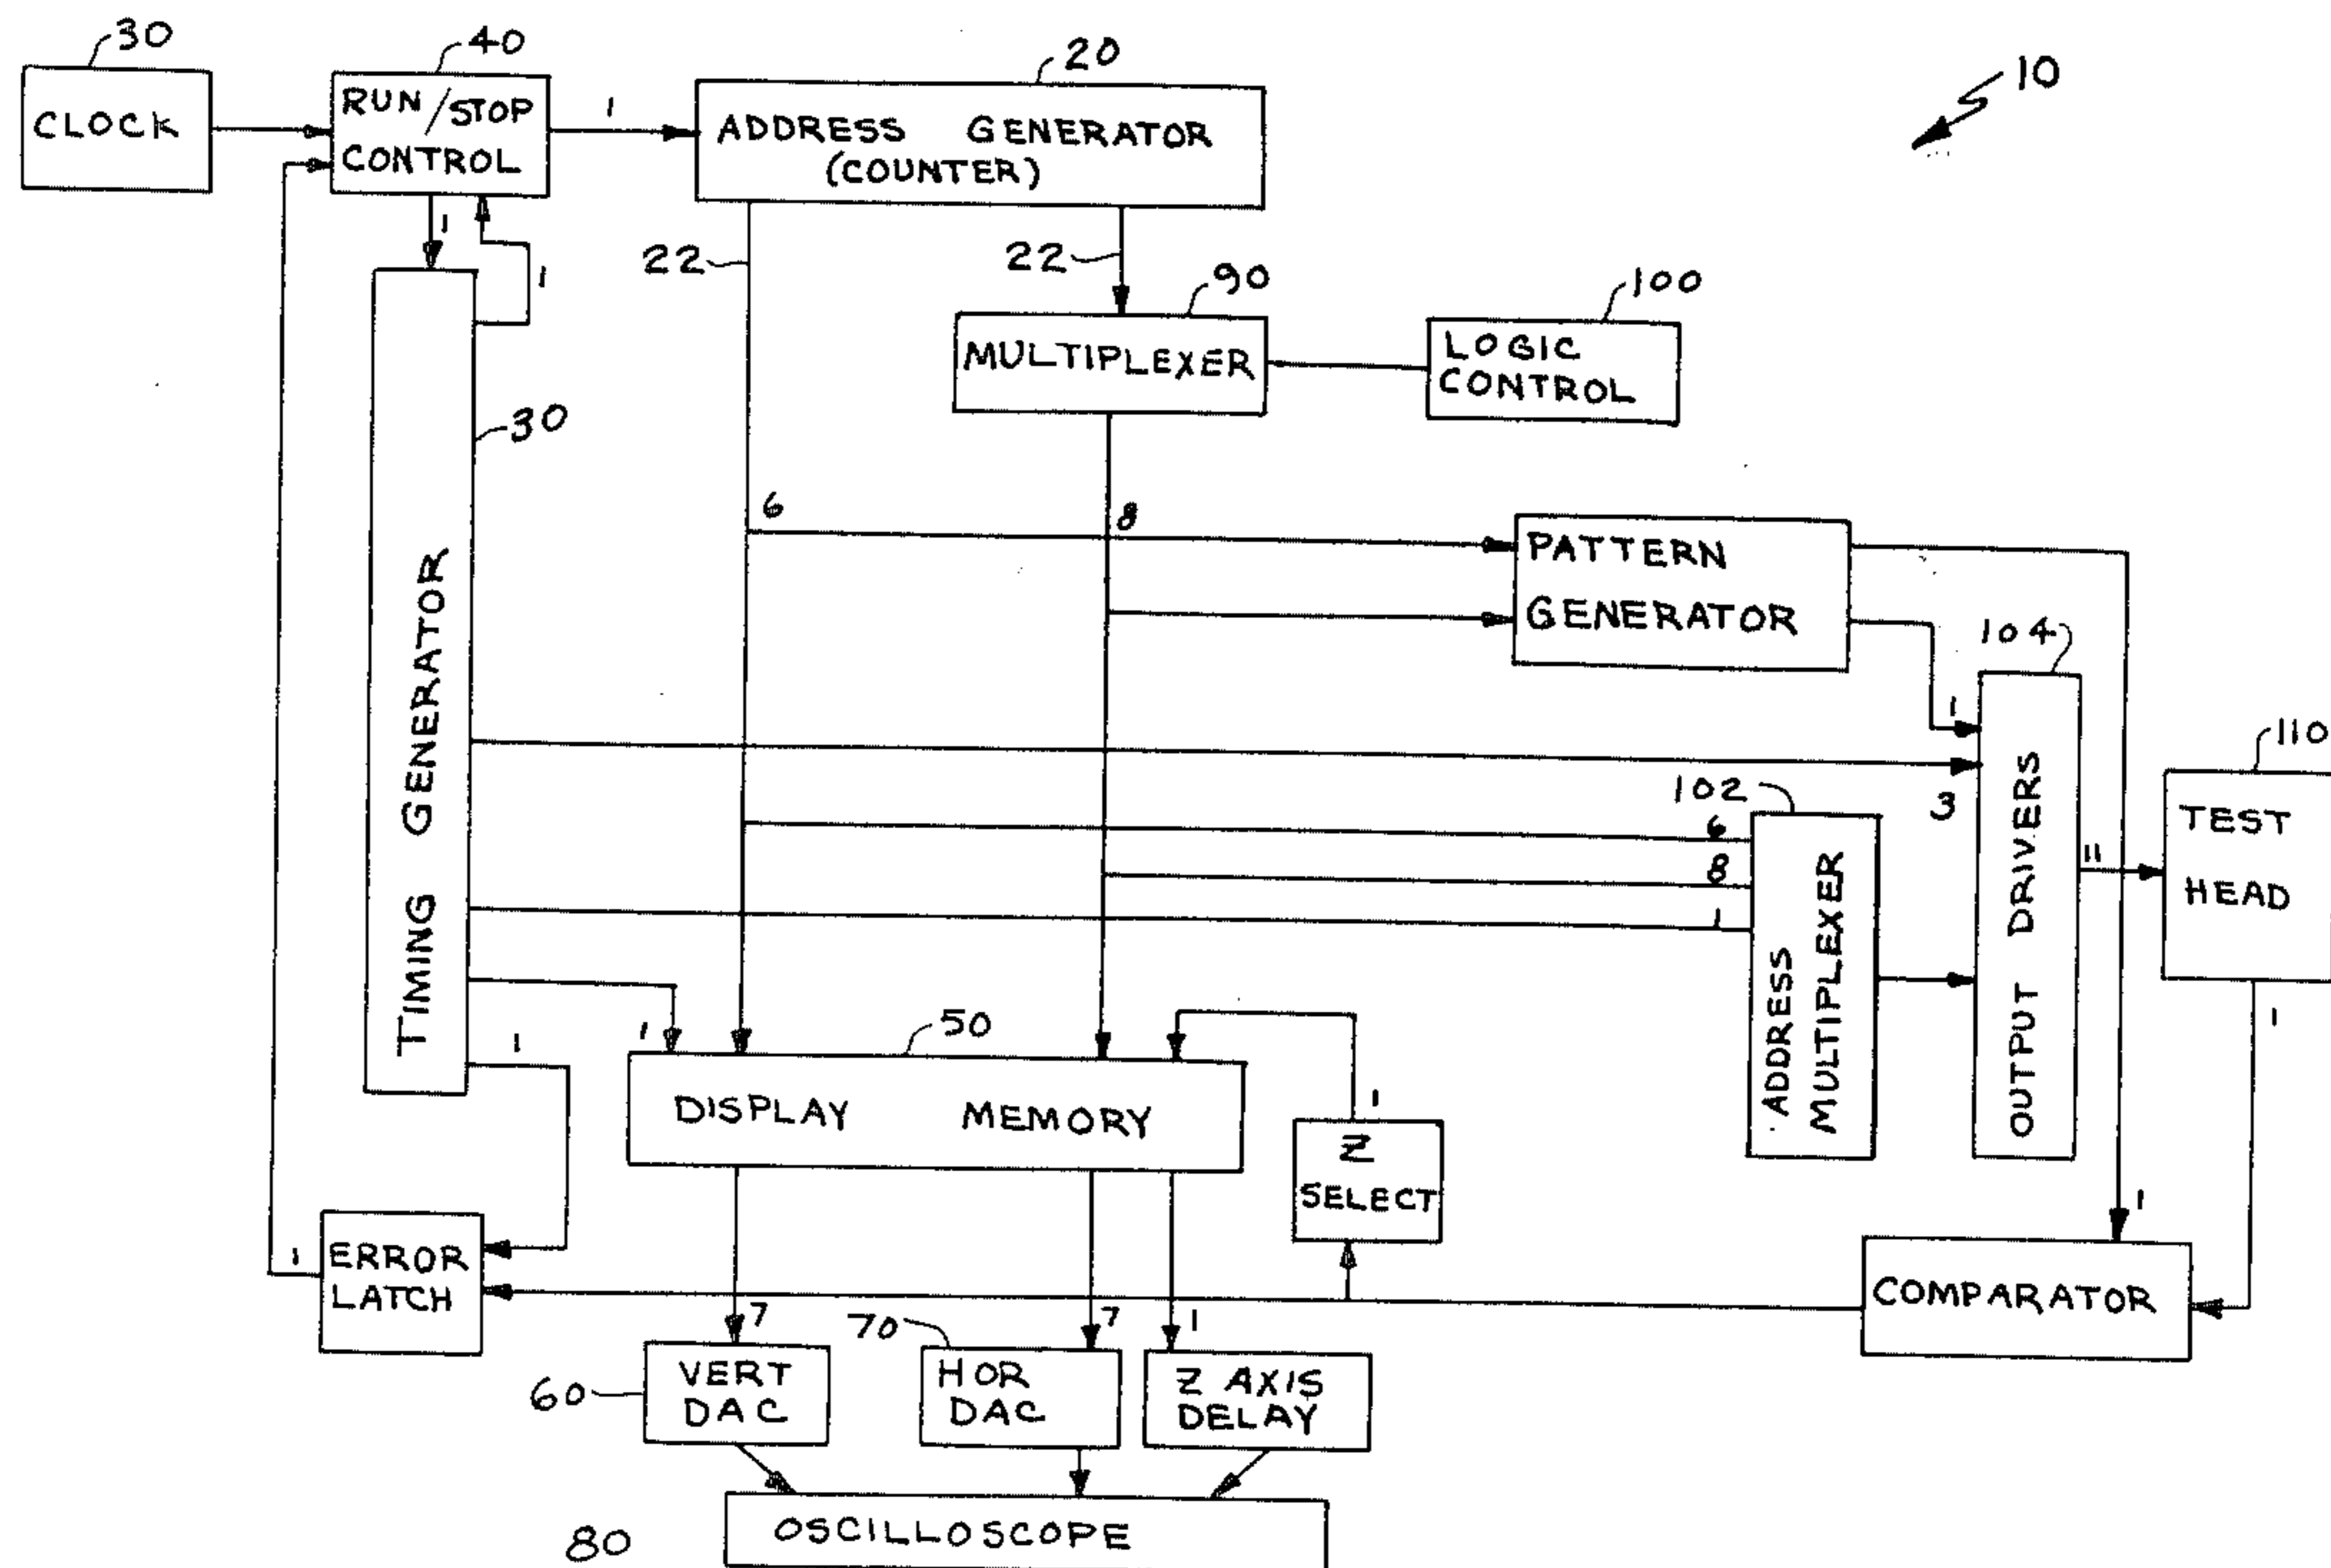 30
40
20
10
CLOCK
RUN/STOP
CONTROL
1
ADDRESS GENERATOR
(COUNTER)
1
1
22
22
90
100
MULTIPLEXER
LOGIC
CONTROL
30
6
8
PATTERN
GENERATOR
104
1
110
TIMING GENERATOR
102
3
6
8
1
ADDRESS
MULTIPLEXER
OUTPUT DRIVERS
11
TEST
HEAD
1
1
1
50
DISPLAY MEMORY
1
Z
SELECT
1
1
ERROR
LATCH
COMPARATOR
7
7
1
70
60
VERT
DAC
HOR
DAC
Z AXIS
DELAY
80
OSCILLOSCOPE